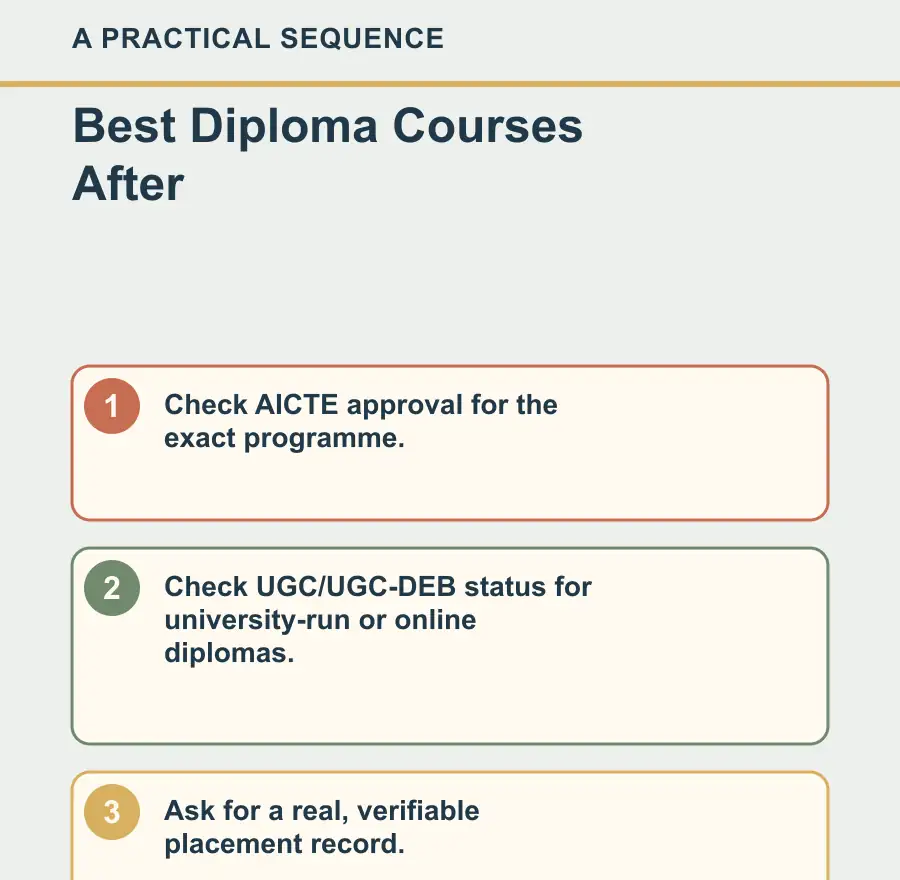 A PRACTICAL SEQUENCE
Best Diploma Courses
After
1
Check AICTE approval for the
exact programme.
2
Check UGC/UGC-DEB status for
university-run or online
diplomas.
3
Ask for a real, verifiable
placement record.